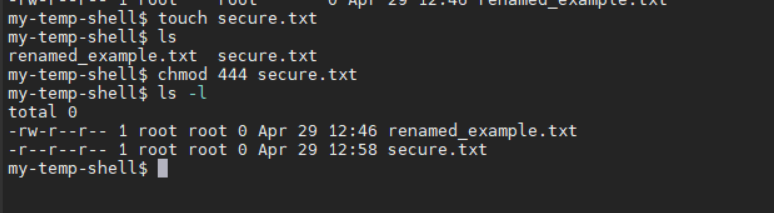 -rw-r--r-- 1 root   root        0 Apr 29 12:46 renamed_example.txt
my-temp-shell$ touch secure.txt
my-temp-shell$ ls
renamed_example.txt  secure.txt
my-temp-shell$ chmod 444 secure.txt
my-temp-shell$ ls -l
total 0
-rw-r--r-- 1 root root 0 Apr 29 12:46 renamed_example.txt
-r--r--r-- 1 root root 0 Apr 29 12:58 secure.txt
my-temp-shell$